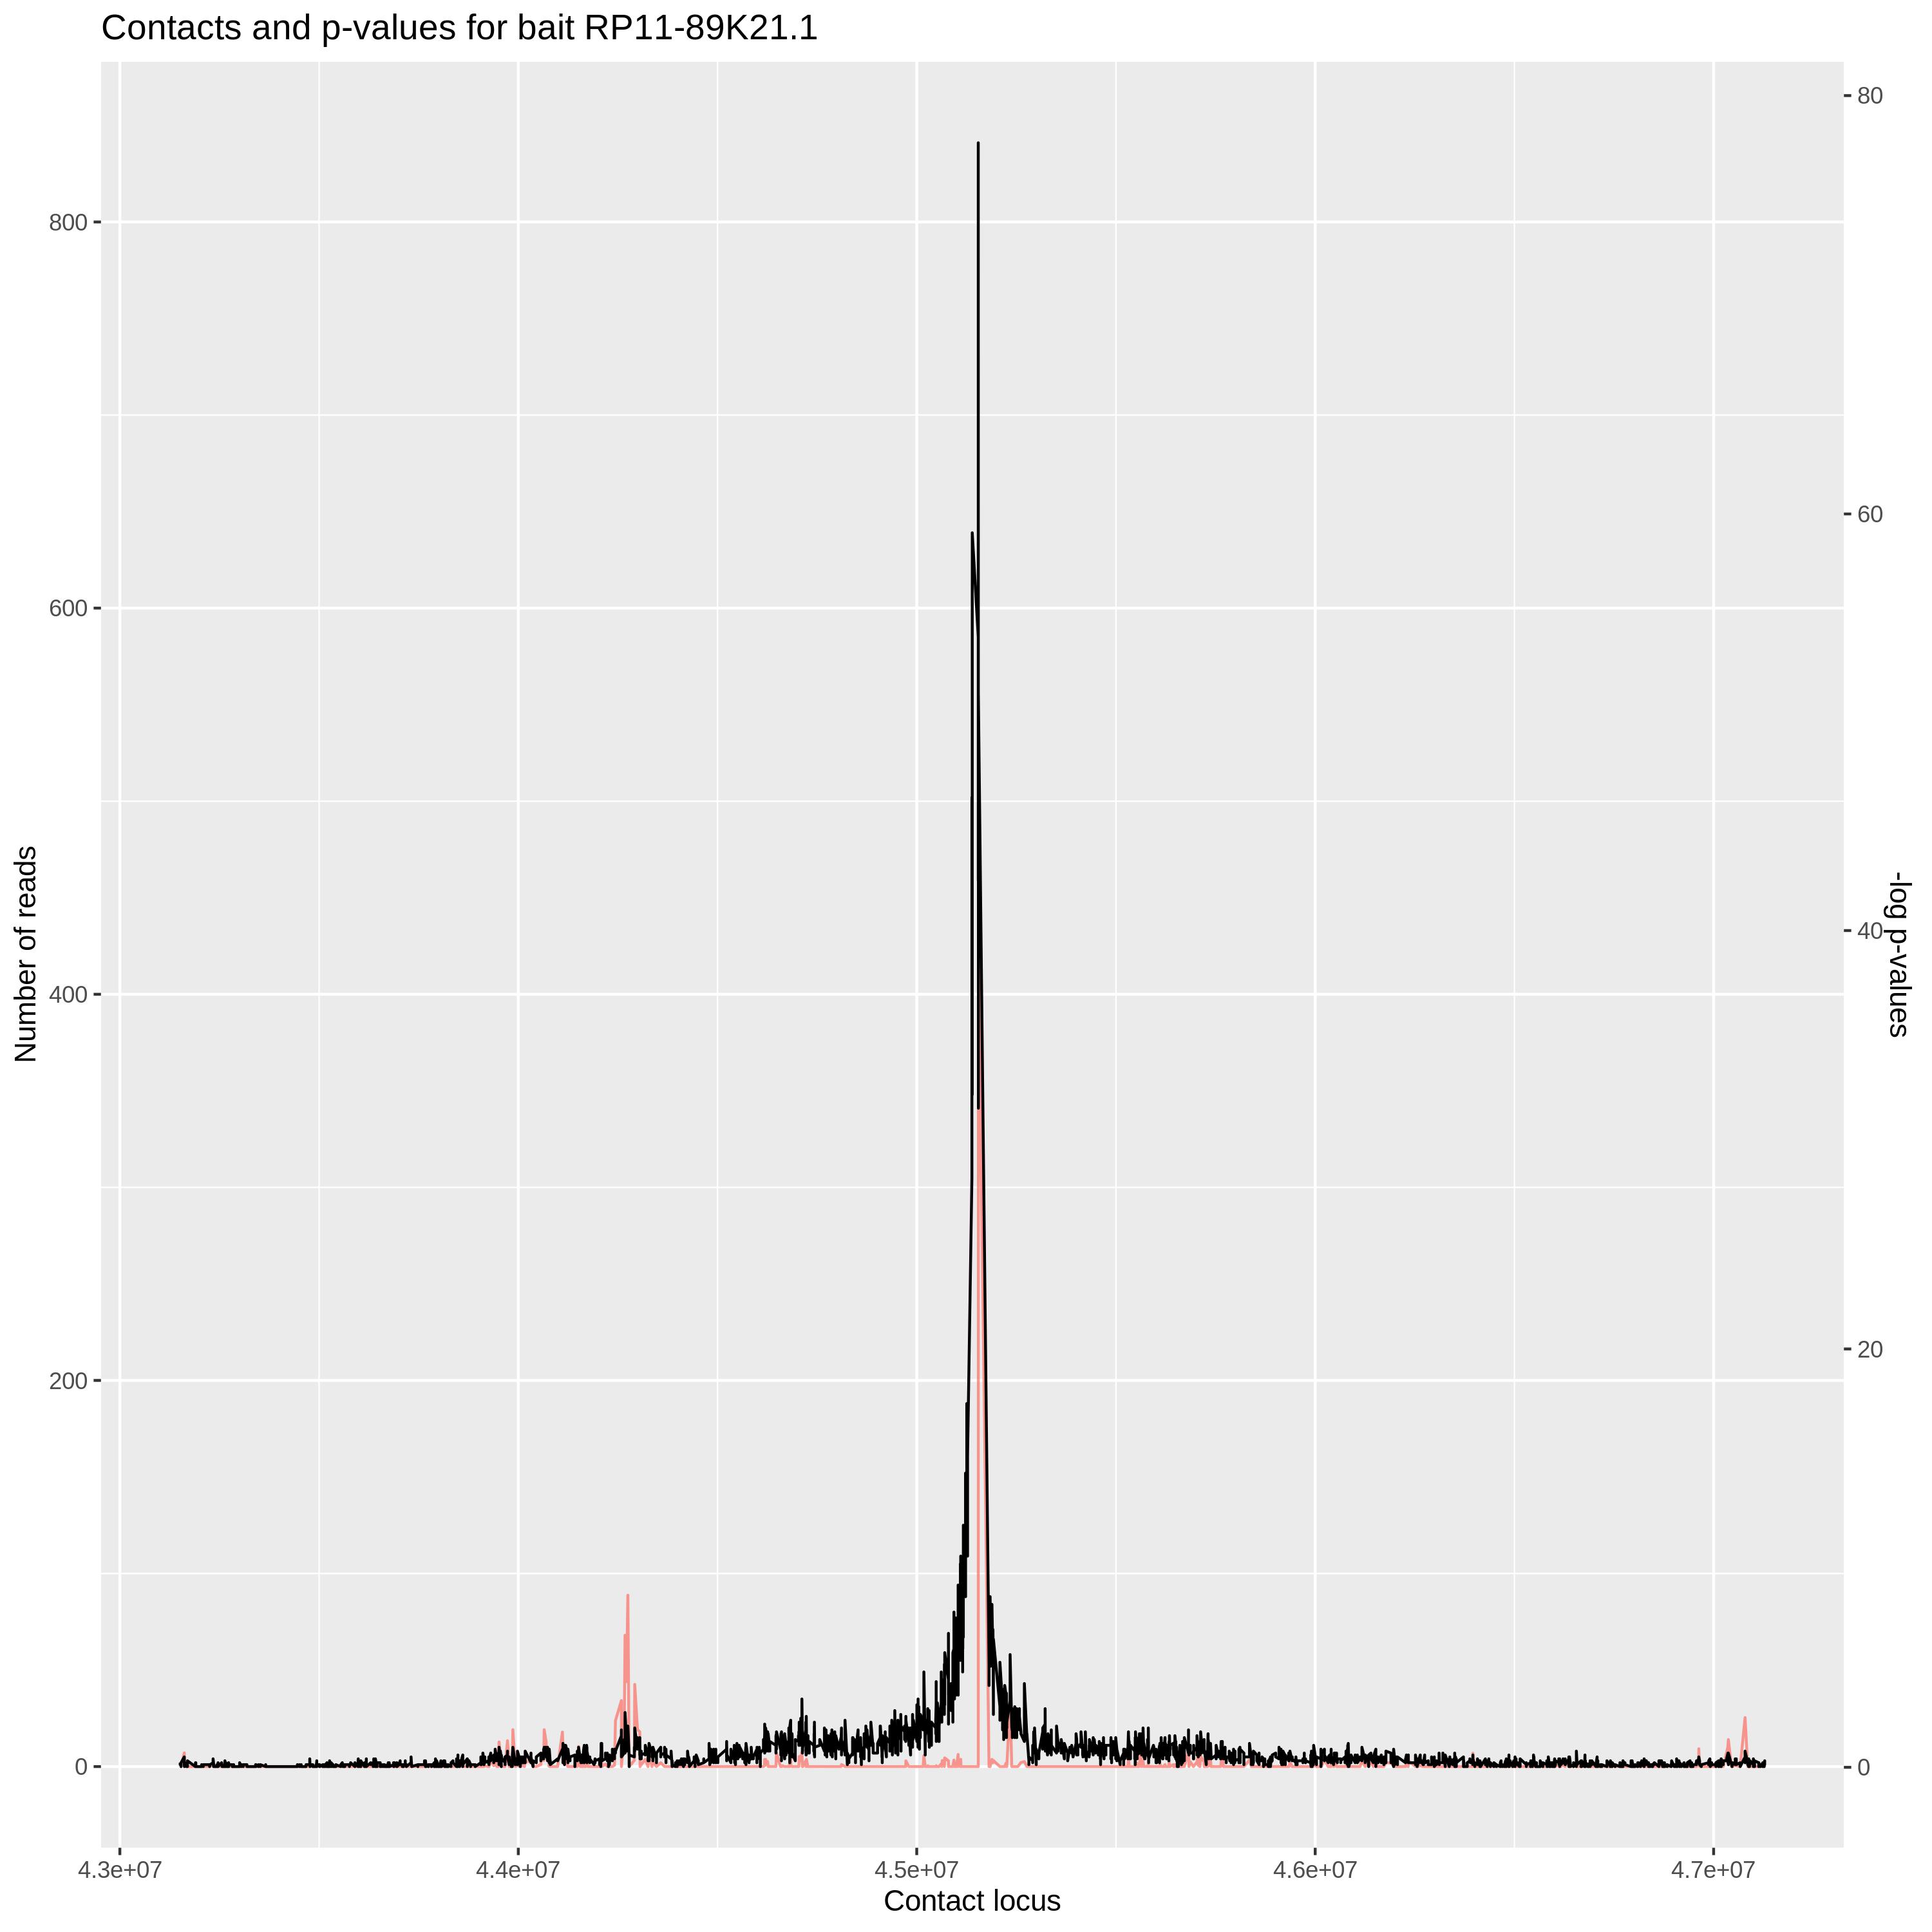 Contacts and p-values for bait RP11-89K21.1
80
800
60
600
Number of reads
-log p-values
40
400
20
200
0
0
4.3e+07
4.4e+07
4.5e+07
4.6e+07
4.7e+07
Contact locus